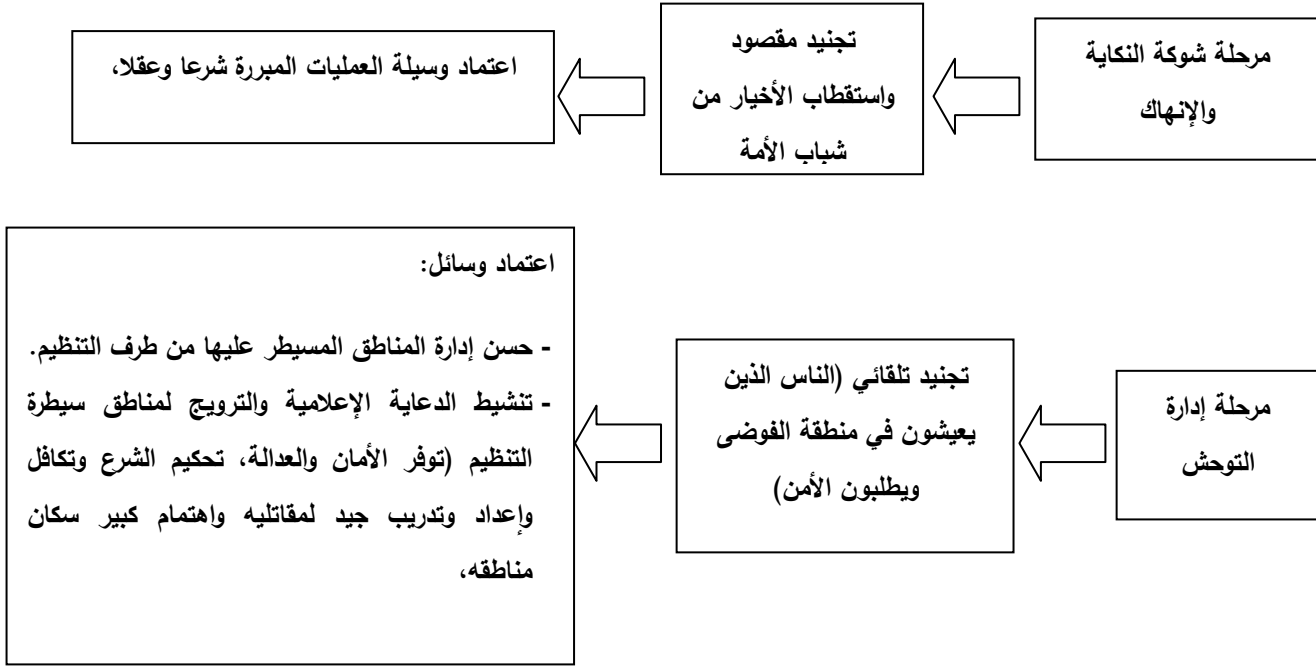 مرحلة شوكة النكاية
والإنهاك
تجنيد مقصود
واستقطاب الأخيار من
شباب الأمة
اعتماد وسيلة العمليات المبررة شرعا وعقلا،
مرحلة إدارة
التوحش
تجنيد تلقائي (الناس الذين
يعيشون في منطقة الفوضى
ويطلبون الأمن)
اعتماد وسائل:
- حسن إدارة المناطق المسيطر عليها من طرف التنظيم.
- تنشيط الدعاية الإعلامية والترويج لمناطق سيطرة
التنظيم (توفر الأمان والعدالة، تحكيم الشرع وتكافل
وإعداد وتدريب جيد لمقاتليه واهتمام كبير سكان
مناطقه،